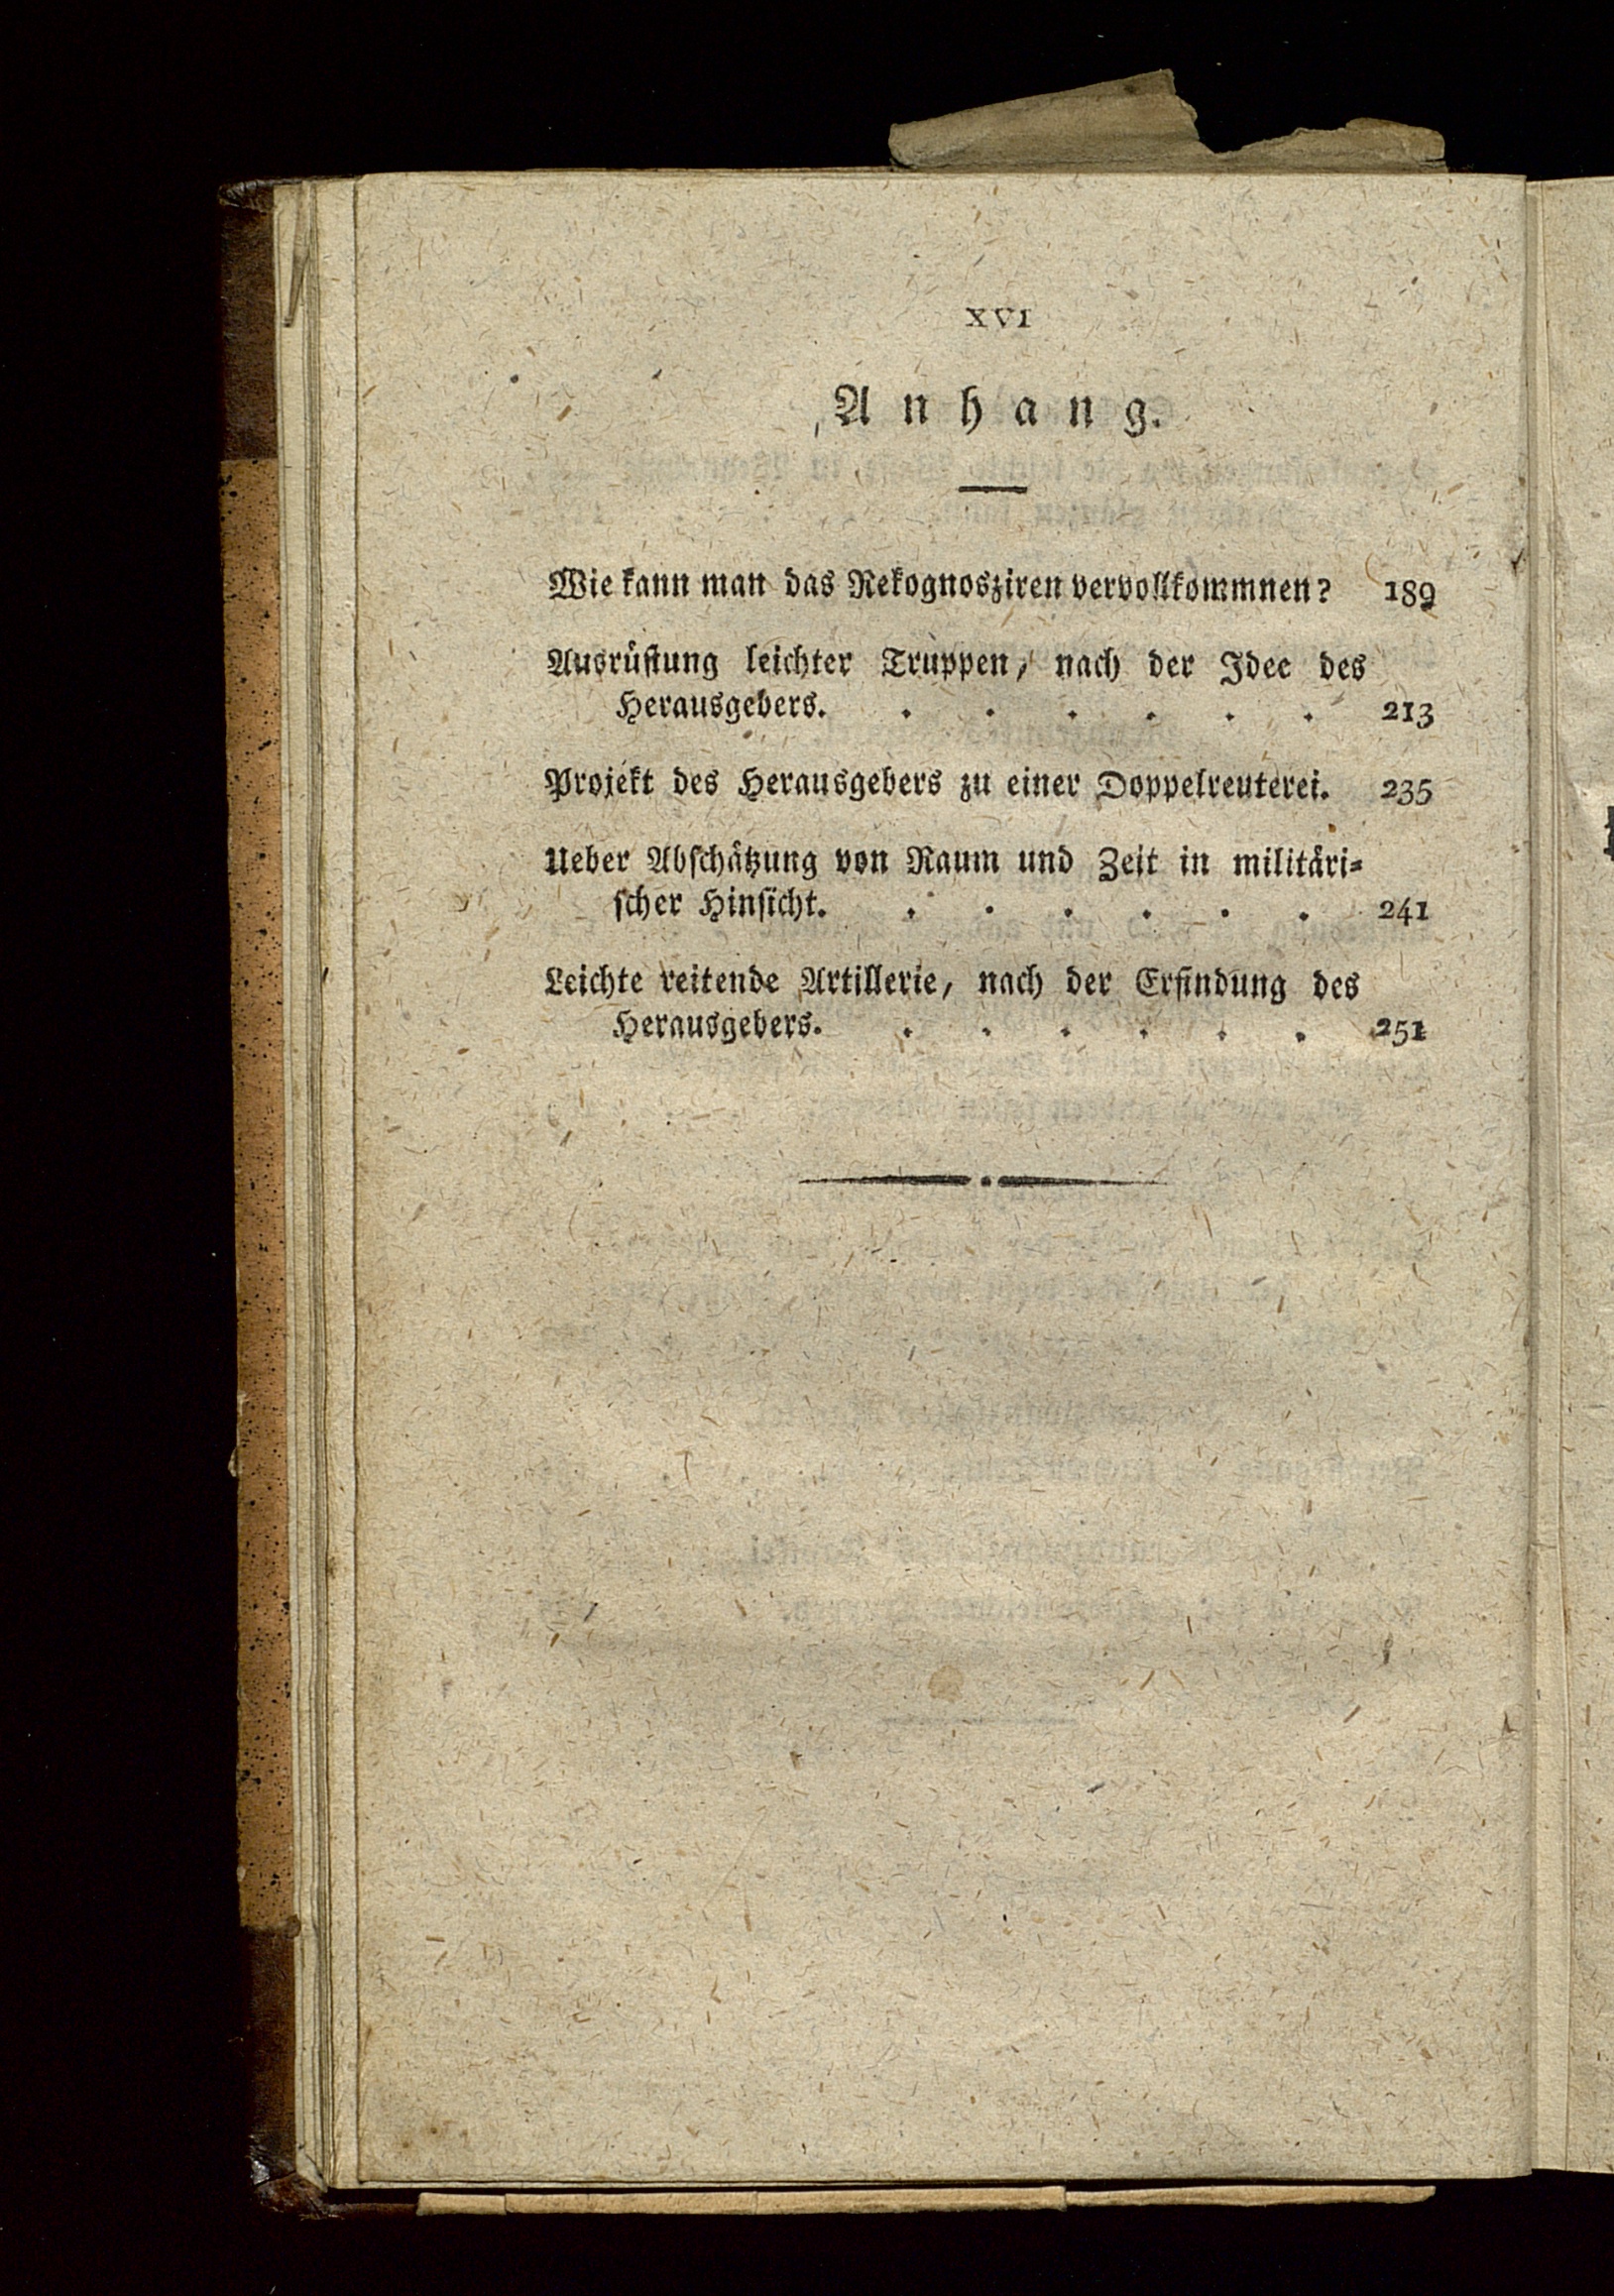 XVI
Anhang.
Wie kann man das Rekognosziren vervollkommnen? 189
Ausrüstung leichter Truppen, nach der Idee des
Herausgebers. . . . . . . 213
Projekt des Herausgebers zu einer Doppelreuterei. 235
Ueber Abschätzung von Raum und Zeit in militäri-
scher Hinsicht. . . . . . . 241
Leichte reitende Artillerie, nach der Erfindung des
Herausgebers. . . . . . . 251